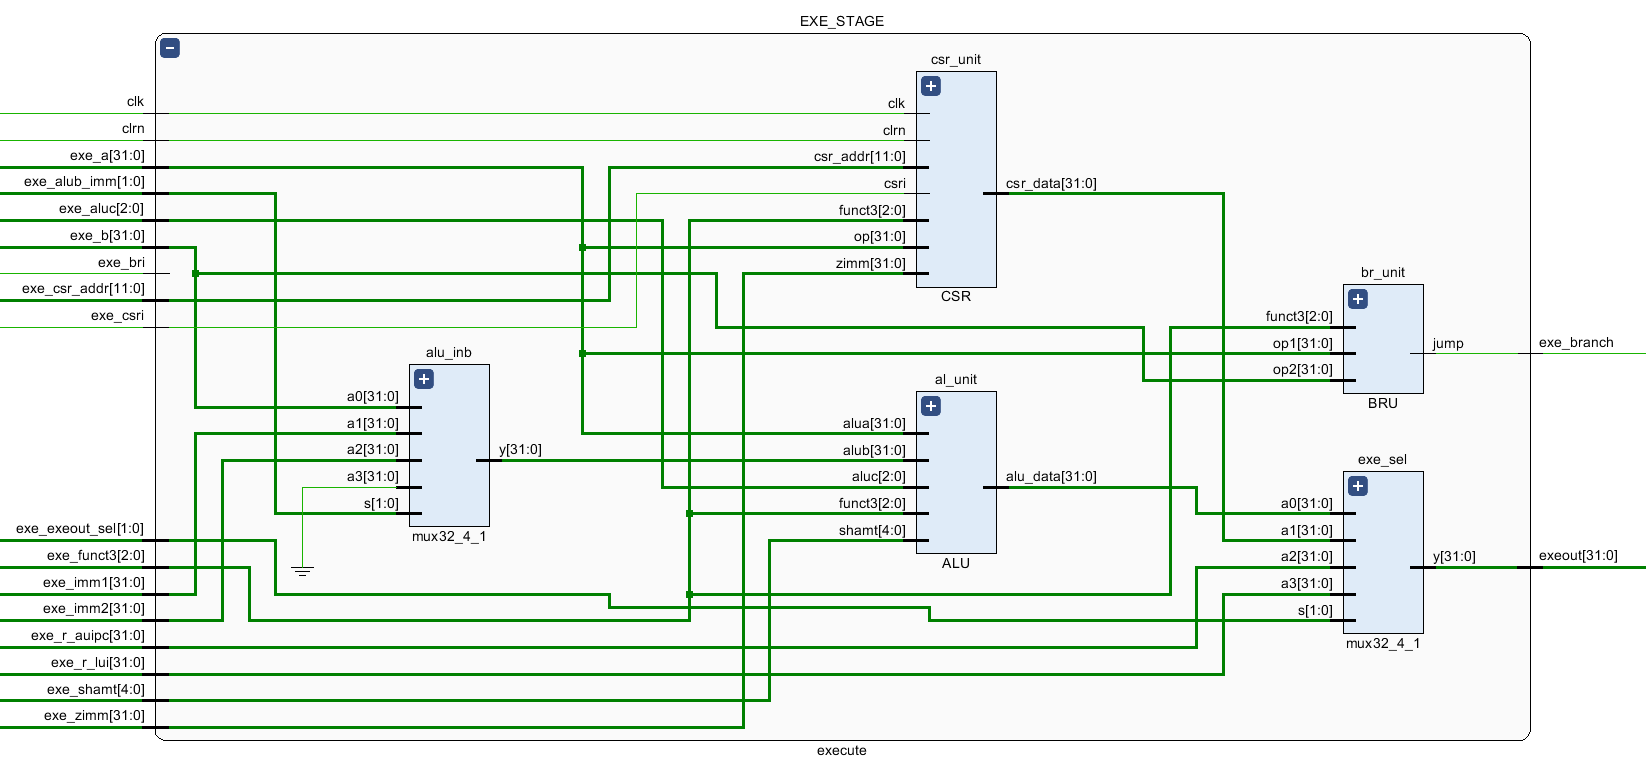 EXE_STAGE
clk
clrn
exe_a[31:0]
exe_alub_imm[1:0]
exe_aluc[2:0]
exe_b[31:0]
exe_bri
exe_csr_addr[11:0]
exe_csri
exe_exeout_sel[1:0]
exe_funct3[2:0]
exe_imm1[31:0]
exe_imm2[31:0]
exe_r_auipc[31:0]
exe_r_lui[31:0]
exe_shamt[4:0]
exe_zimm[31:0]
alu_inb
a0[31:0]
a1[31:0]
a2[31:0]
a3[31:0]
s[1:0]
y[31:0]
mux32_4_1
csr_unit
clk
clrn
csr_addr[11:0]
csri
funct3[2:0]
op[31:0]
zimm[31:0]
csr_data[31:0]
CSR
al_unit
alua[31:0]
alub[31:0]
aluc[2:0]
funct3[2:0]
shamt[4:0]
alu_data[31:0]
ALU
br_unit
funct3[2:0]
op1[31:0]
op2[31:0]
jump
BRU
exe_branch
exe_sel
a0[31:0]
a1[31:0]
a2[31:0]
a3[31:0]
s[1:0]
y[31:0]
mux32_4_1
exeout[31:0]
execute